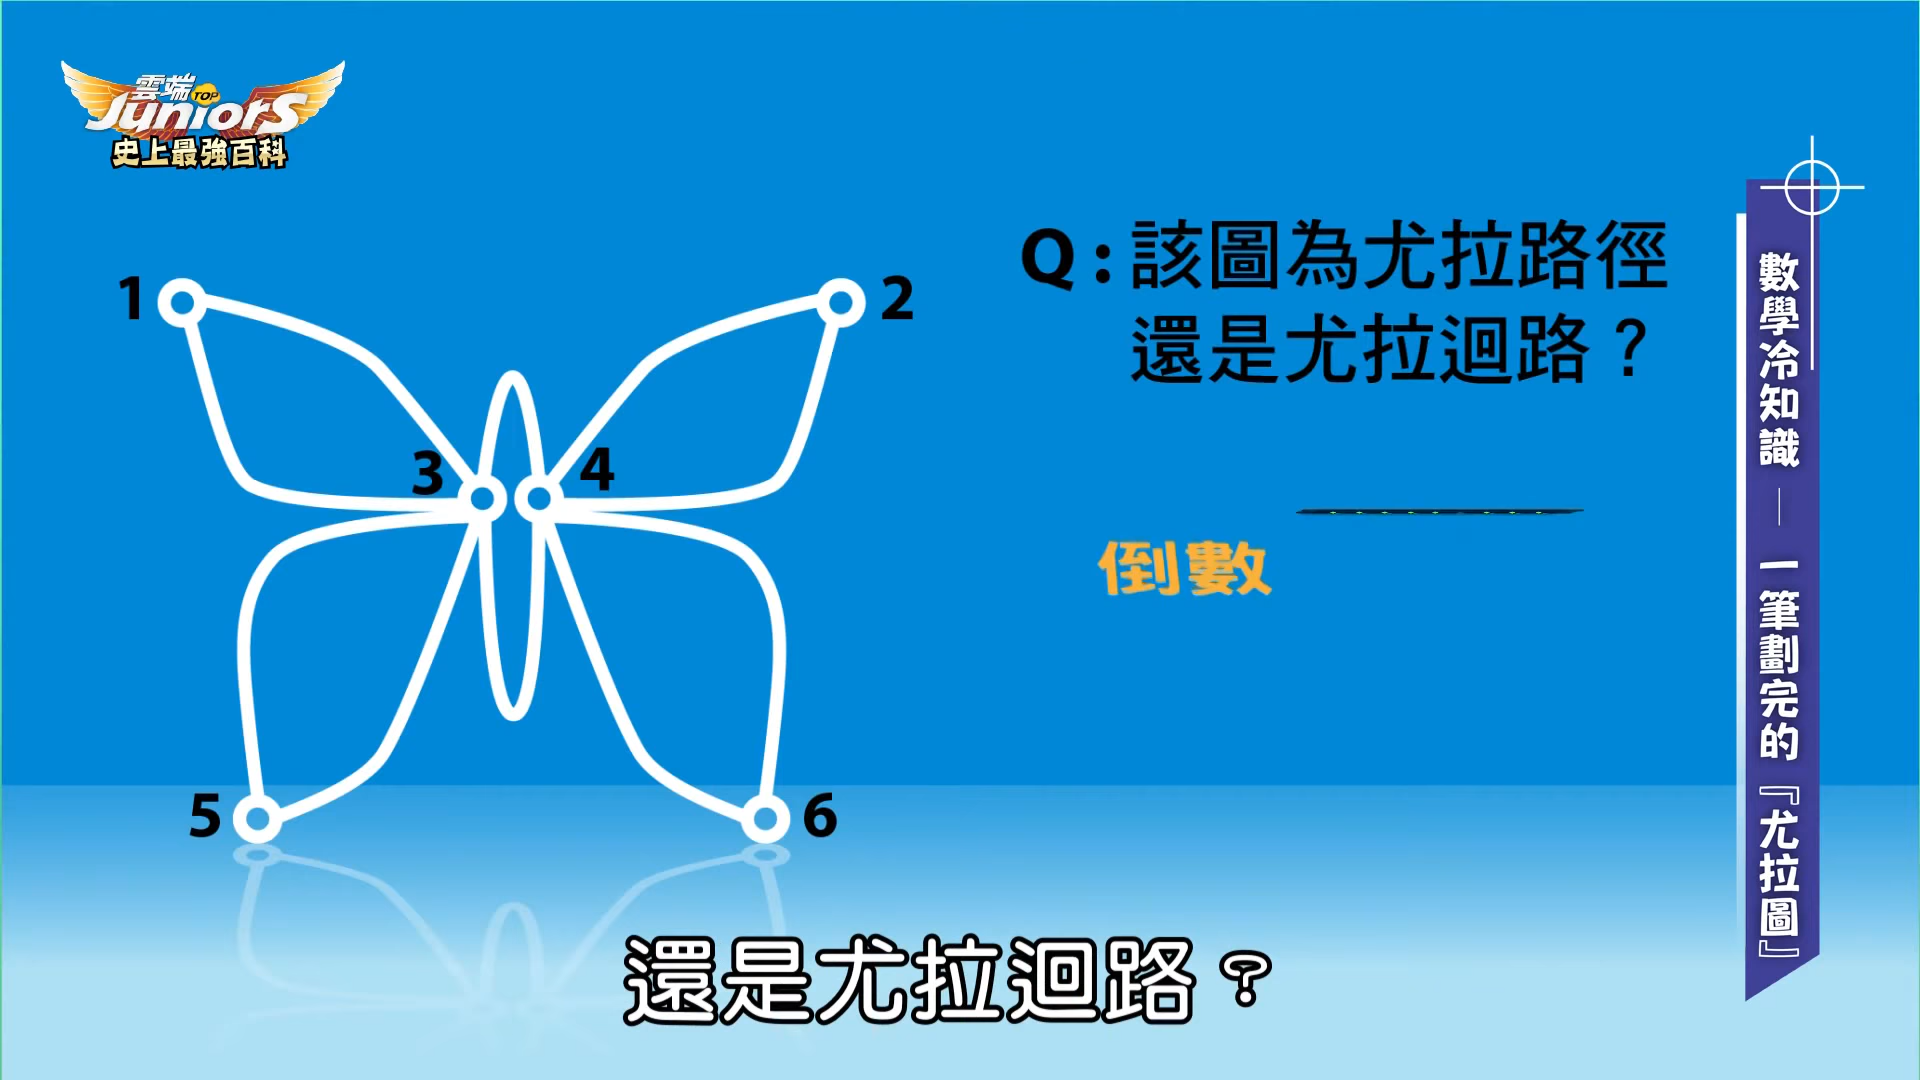 雲端
TOP
Juniors
史上最強百科
Q:該圖為尤拉路徑
還是尤拉迴路?
1
2
3
4
5
6
倒數
數學冷知識—一筆劃完的『尤拉圖』
還是尤拉迴路?